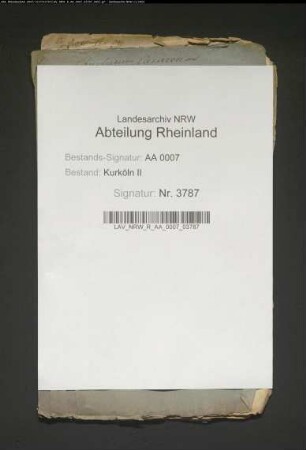 Landesarchiv NRW
Abteilung Rheinland
Bestands-Signatur: AA 0007
Bestand: Kurköln II
Signatur: Nr. 3787
LAV_NRW_R_AA_0007_03787